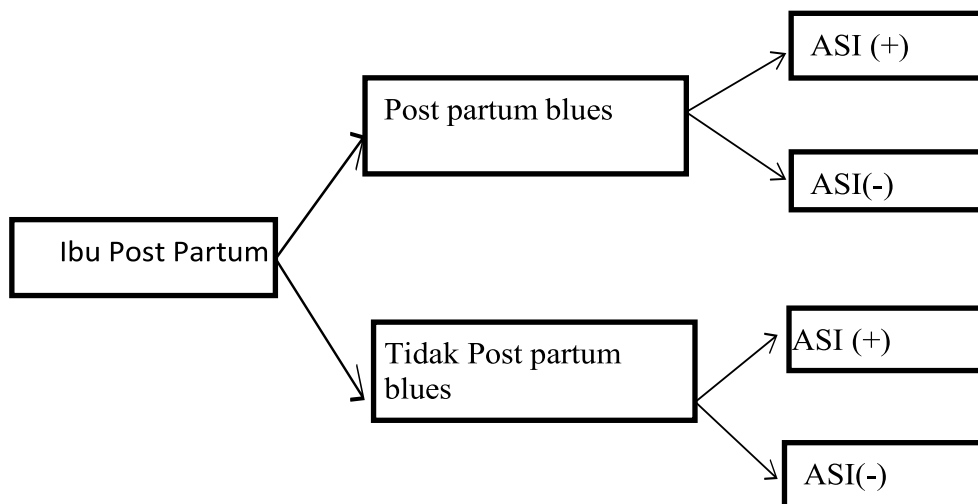 ASI (+)
Post partum blues
ASI(-)
Ibu Post Partum
ASI (+)
Tidak Post partum
blues
ASI(-)